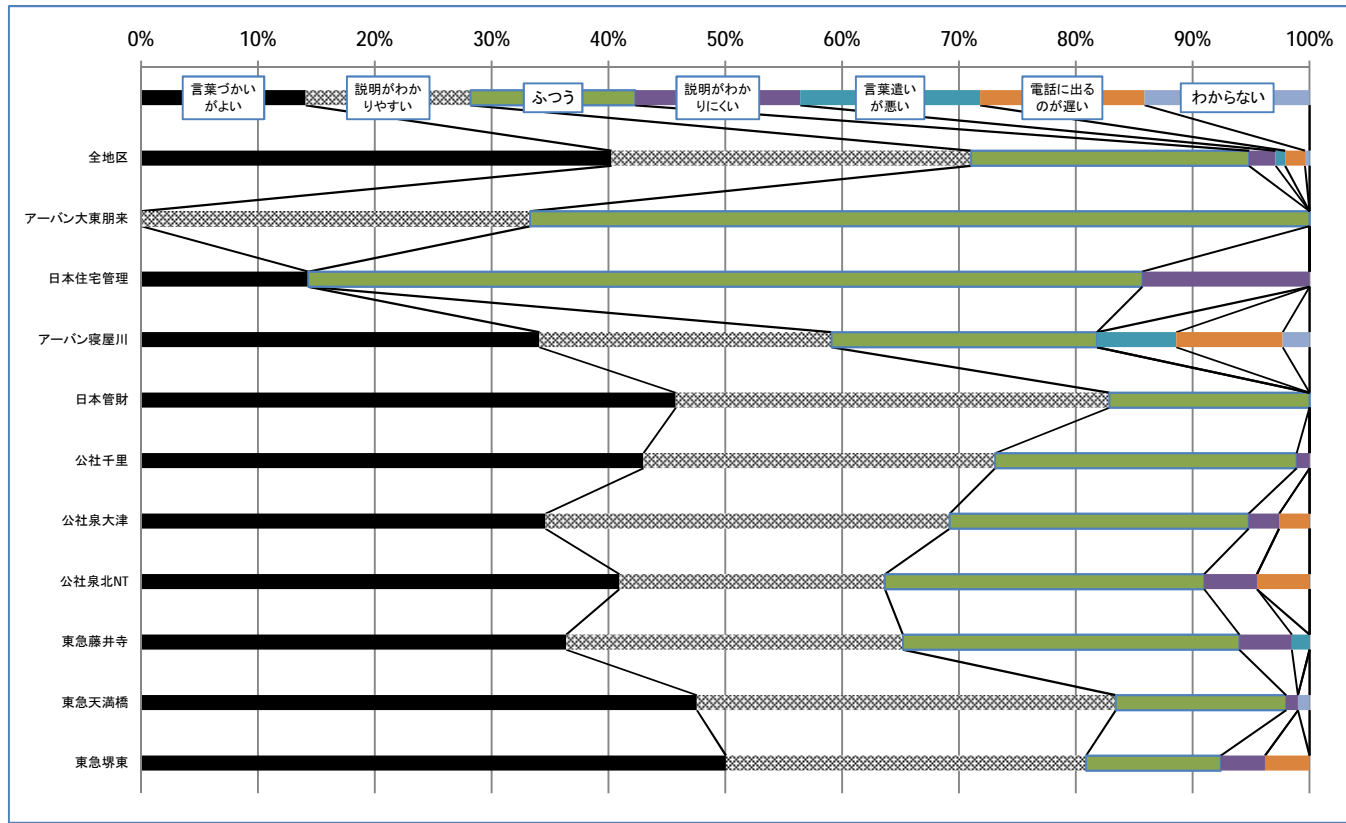 0% 10% 20% 30% 40% 50% 60% 70% 80% 90% 100%
言葉づかい
がよい
説明がわか
りやすい
ふつう
説明がわか
りにくい
言葉遣い
が悪い
電話に出る
のが遅い
わからない
全地区
アーバン大東朋来
日本住宅管理
アーバン寝屋川
日本管財
公社千里
公社泉大津
公社泉北NT
東急藤井寺
東急天満橋
東急堺東